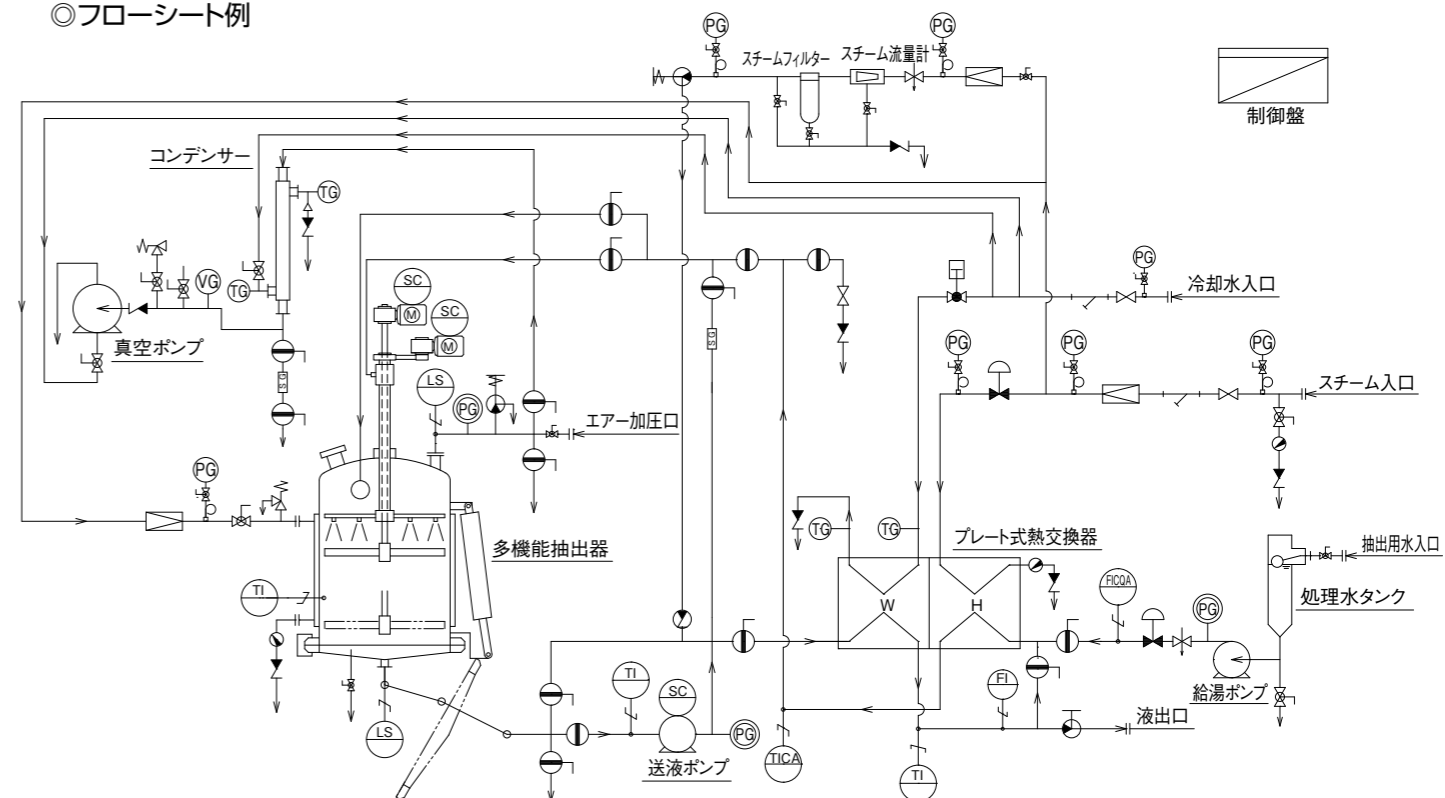 ◎フローシート例
PG
PG
スチームフィルター
スチーム流量計
制御盤
コンデンサー
TG
TG
VG
真空ポンプ
SG
SC
M
SC
M
LS
PG
エアー加圧口
SG
PG
冷却水入口
PG
PG
PG
スチーム入口
PG
多機能抽出器
TI
LS
TG
TG
プレート式熱交換器
W
H
FICQA
PG
抽出用水入口
処理水タンク
給湯ポンプ
TI
SC
PG
送液ポンプ
TICA
FI
TI
液出口